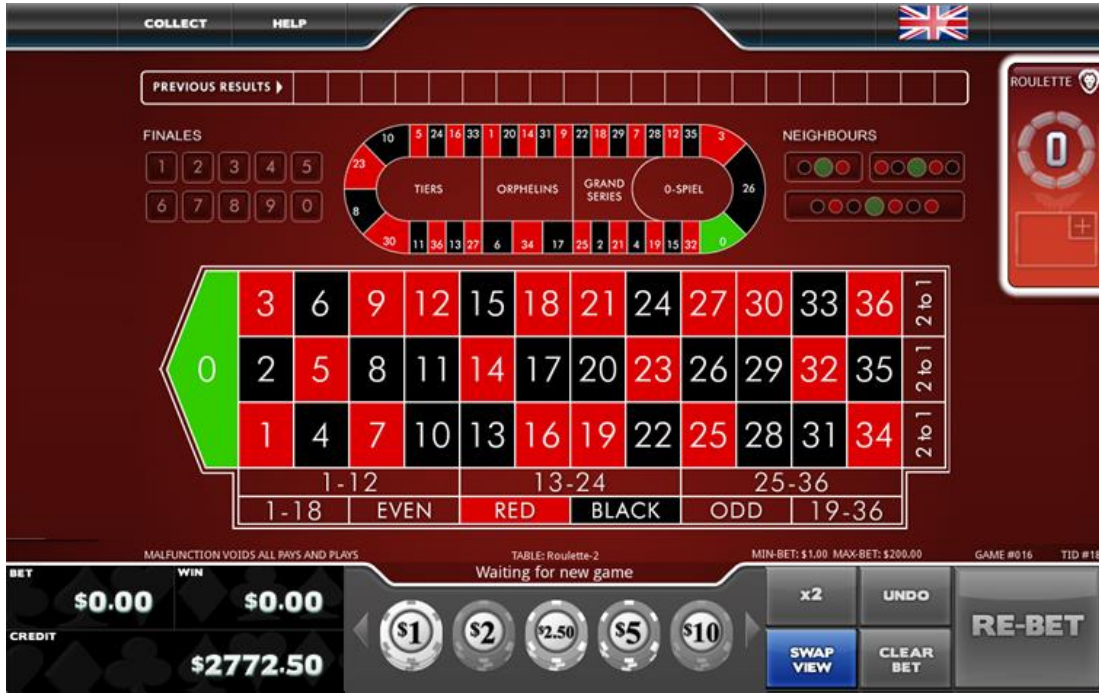 COLLECT HELP
PREVIOUS RESULTS
ROULETTE
0
FINALES
1 2 3 4 5
6 7 8 9 0
10 5 24 16 33 1 20 14 31 9 22 18 29 7 28 12 35 3
23 26
8
30 11 36 13 27 6 34 17 25 2 21 4 19 15 32 0
TIERS ORPHELINS GRAND SERIES 0-SPIEL
NEIGHBOURS
3 6 9 12 15 18 21 24 27 30 33 36 2 to 1
0 2 5 8 11 14 17 20 23 26 29 32 35 2 to 1
1 4 7 10 13 16 19 22 25 28 31 34 2 to 1
1-12 13-24 25-36
1-18 EVEN RED BLACK ODD 19-36
MALFUNCTION VOIDS ALL PAYS AND PLAYS TABLE: Roulette-2 MIN-BET: $1.00 MAX-BET: $200.00 GAME #016 TID #18
Waiting for new game
BET $0.00 WIN $0.00
CREDIT $2772.50
$1 $2 $2.50 $5 $10
x2 UNDO
SWAP VIEW CLEAR BET
RE-BET